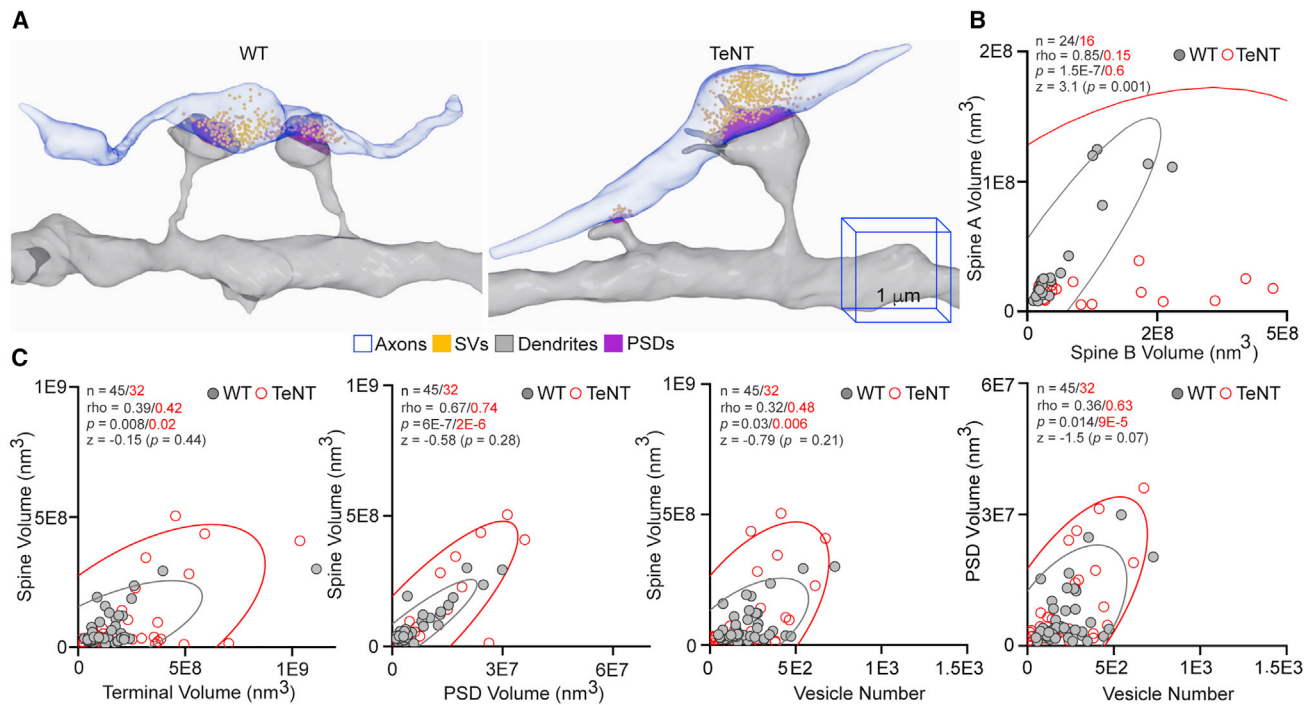 A
WT
TeNT
1 µm
Axons SVs Dendrites PSDs
B
n = 24/16
rho = 0.85/0.15
p = 1.5E-7/0.6
z = 3.1 (p = 0.001)
WT TeNT
2E8
1E8
0
Spine A Volume (nm3)
0 2E8 5E8
Spine B Volume (nm3)
C
n = 45/32
rho = 0.39/0.42
p = 0.008/0.02
z = -0.15 (p = 0.44)
WT TeNT
1E9
5E8
0
Spine Volume (nm3)
0 5E8 1E9
Terminal Volume (nm3)
n = 45/32
rho = 0.67/0.74
p = 6E-7/2E-6
z = -0.58 (p = 0.28)
WT TeNT
1E9
5E8
0
Spine Volume (nm3)
0 3E7 6E7
PSD Volume (nm3)
n = 45/32
rho = 0.32/0.48
p = 0.03/0.006
z = -0.79 (p = 0.21)
WT TeNT
1E9
5E8
0
Spine Volume (nm3)
0 5E2 1E3 1.5E3
Vesicle Number
n = 45/32
rho = 0.36/0.63
p = 0.014/9E-5
z = -1.5 (p = 0.07)
WT TeNT
6E7
3E7
0
PSD Volume (nm3)
0 5E2 1E3 1.5E3
Vesicle Number